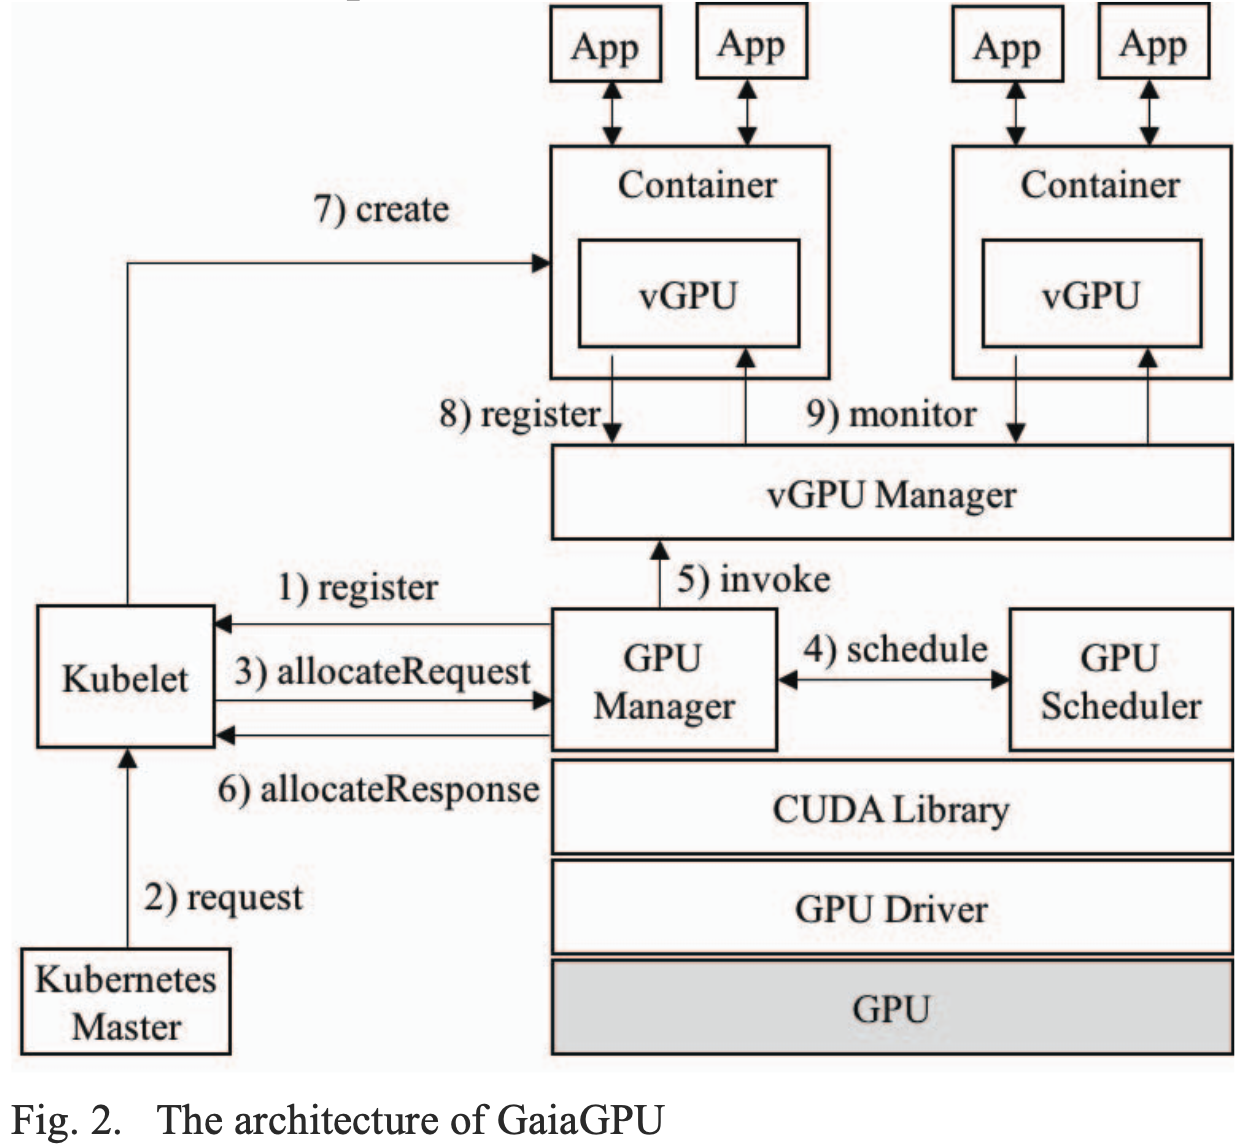 App App App App
Container Container
7) create
vGPU vGPU
8) register 9) monitor
vGPU Manager
5) invoke
1) register
Kubelet
3) allocateRequest
GPU
Manager
4) schedule
GPU
Scheduler
6) allocateResponse
CUDA Library
2) request
GPU Driver
Kubernetes
Master
GPU
Fig. 2. The architecture of GaiaGPU